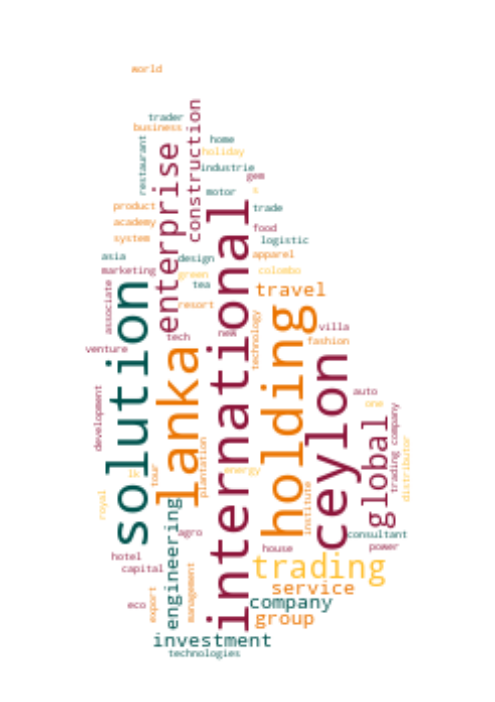 world
trader
business
restaurant
enterprise
construction
home
holiday
industrie
gem
motor
s
product
trade
academy
food
system
logistic
asia
design
apparel
marketing
green
colombo
associate
tea
solution
international
travel
resort
holding
lanka
tech
new
technology
villa
fashion
venture
ceylon
development
auto
one
global
trading company
distributor
lk
tour
plantation
energy
royal
institute
engineering
agro
consultant
house
power
hotel
capital
trading
management
service
eco
export
company
group
investment
technologies